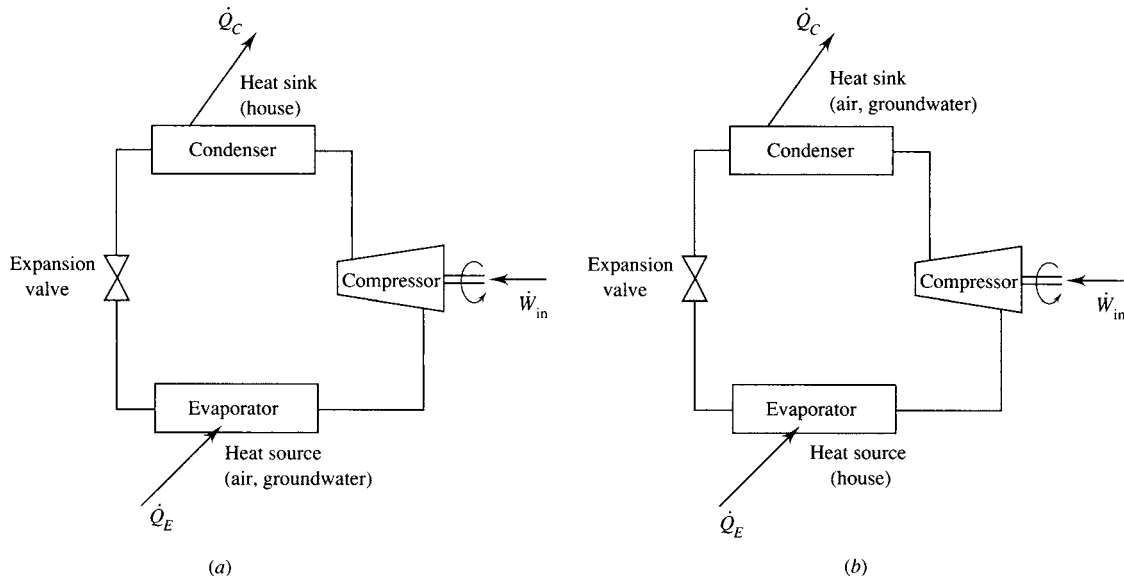 Q̇_C
Heat sink
(house)
Condenser
Expansion
valve
Compressor
Ẇ_in
Evaporator
Heat source
(air, groundwater)
Q̇_E
(a)
Q̇_C
Heat sink
(air, groundwater)
Condenser
Expansion
valve
Compressor
Ẇ_in
Evaporator
Heat source
(house)
Q̇_E
(b)